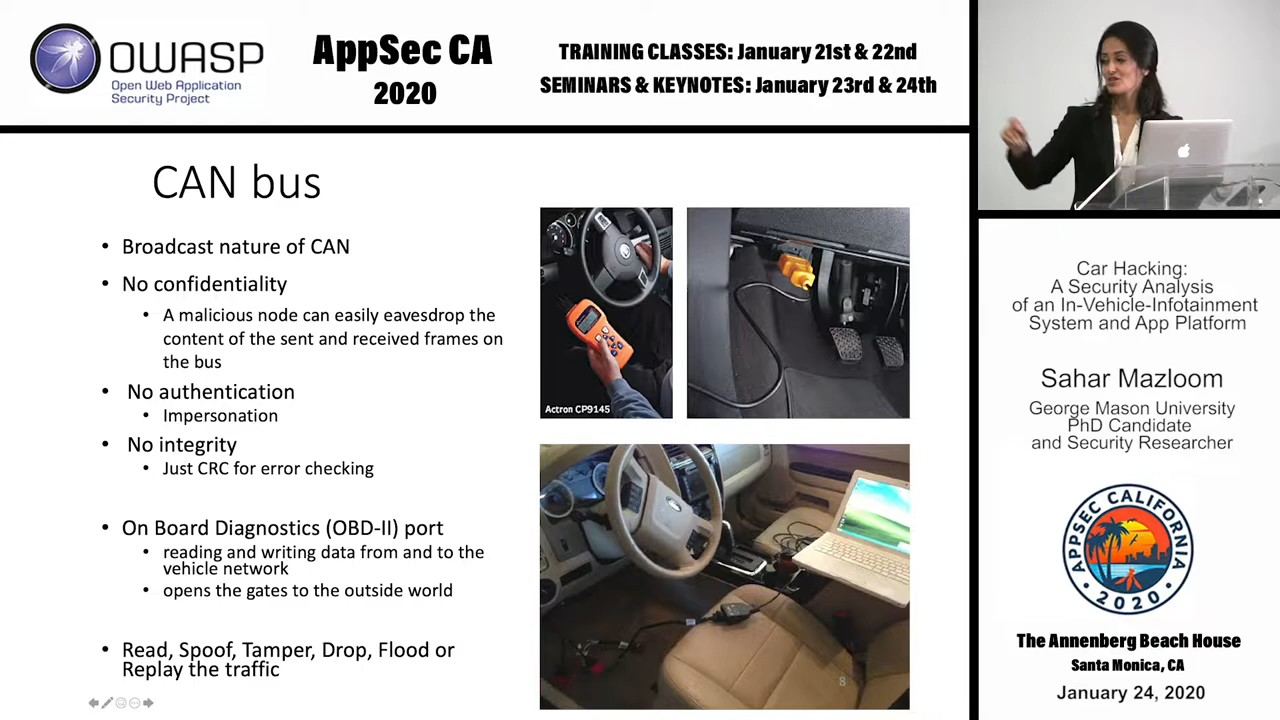 OWASP
Open Web Application
Security Project
AppSec CA
2020
TRAINING CLASSES: January 21st & 22nd
SEMINARS & KEYNOTES: January 23rd & 24th
CAN bus
• Broadcast nature of CAN
• No confidentiality
• A malicious node can easily eavesdrop the
content of the sent and received frames on
the bus
• No authentication
• Impersonation
• No integrity
• Just CRC for error checking
• On Board Diagnostics (OBD-II) port
• reading and writing data from and to the
vehicle network
• opens the gates to the outside world
• Read, Spoof, Tamper, Drop, Flood or
Replay the traffic
Actron CP9145
8
Car Hacking:
A Security Analysis
of an In-Vehicle-Infotainment
System and App Platform
Sahar Mazloom
George Mason University
PhD Candidate
and Security Researcher
APPSEC CALIFORNIA
• 2020 •
The Annenberg Beach House
Santa Monica, CA
January 24, 2020